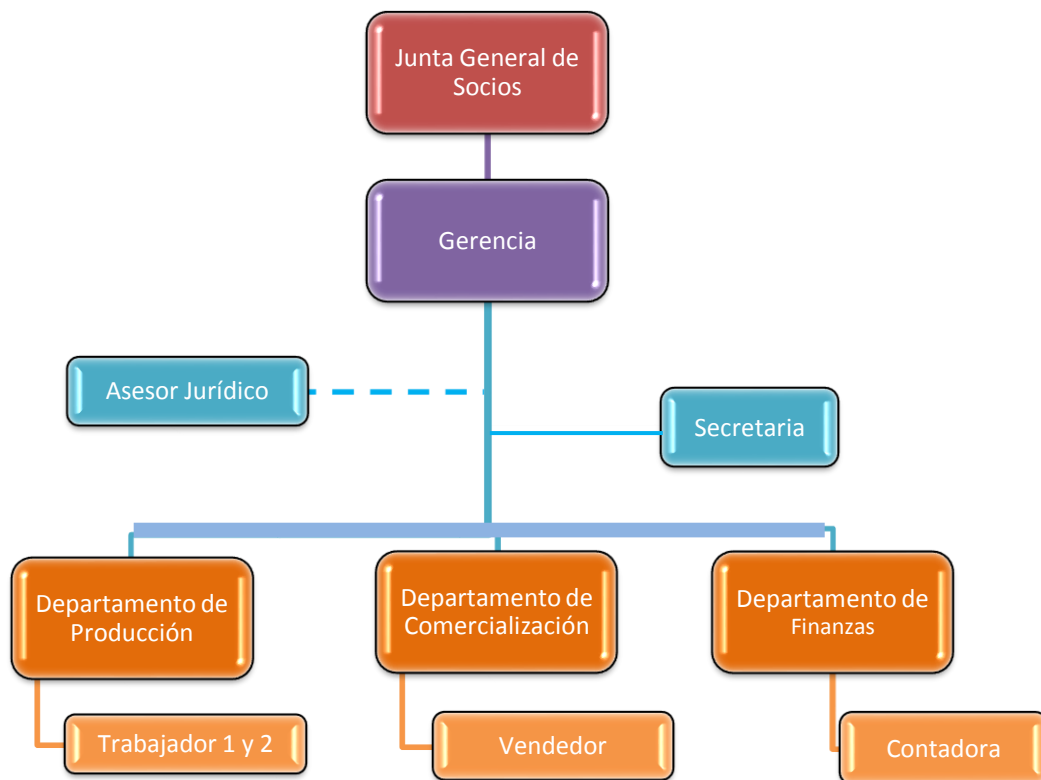 Junta General de
Socios
Gerencia
Asesor Jurídico
Secretaria
Departamento de
Producción
Departamento de
Comercialización
Departamento de
Finanzas
Trabajador 1 y 2
Vendedor
Contadora